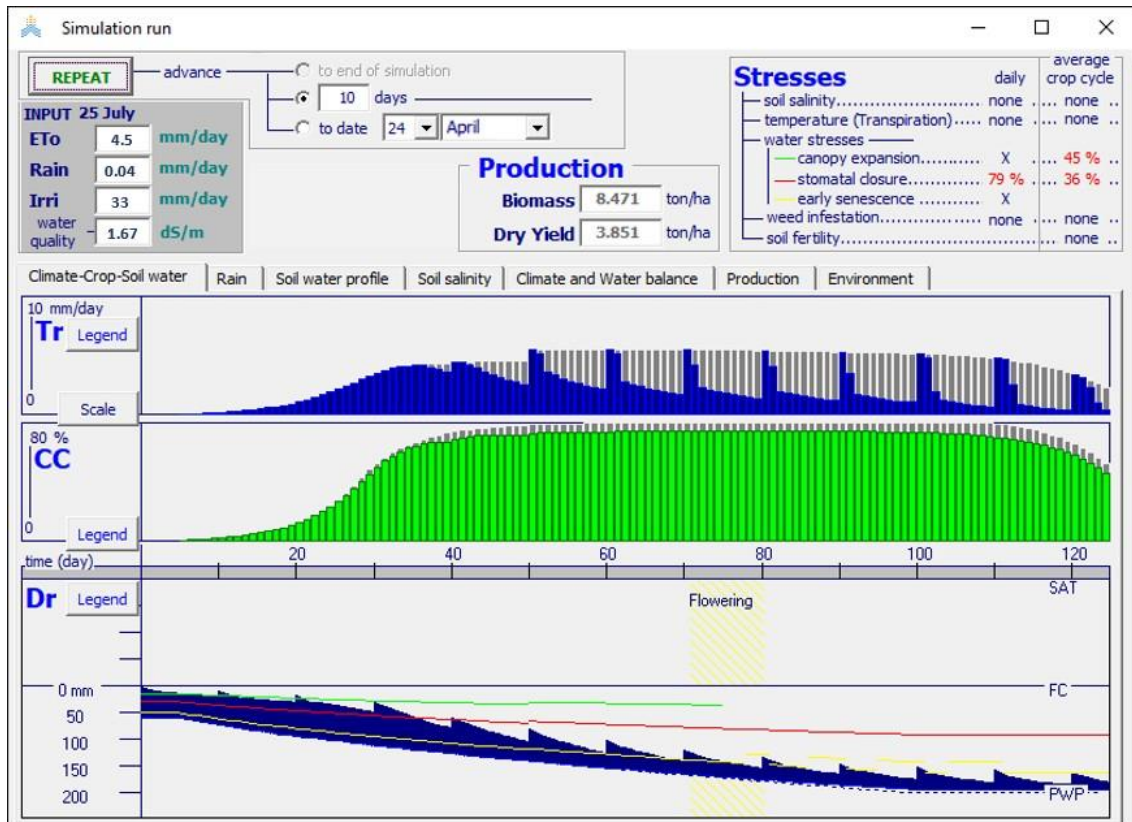 Simulation run
REPEAT
advance
to end of simulation
10 days
to date 24 April
INPUT 25 July
ETo 4.5 mm/day
Rain 0.04 mm/day
Irri 33 mm/day
water quality 1.67 dS/m
Production
Biomass 8.471 ton/ha
Dry Yield 3.851 ton/ha
average
Stresses daily crop cycle
soil salinity................ none .... none ..
temperature (Transpiration)..... none .... none ..
water stresses
canopy expansion............ X .... 45 % ..
stomatal closure............ 79 % .... 36 % ..
early senescence ............ X
weed infestation............ none .... none ..
soil fertility............................ none ..
Climate-Crop-Soil water Rain Soil water profile Soil salinity Climate and Water balance Production Environment
10 mm/day
Tr Legend
0
Scale
80 %
CC
0
Legend
time (day) 20 40 60 80 100 120
SAT
Dr Legend
Flowering
0 mm
FC
50
100
150
200
PWP